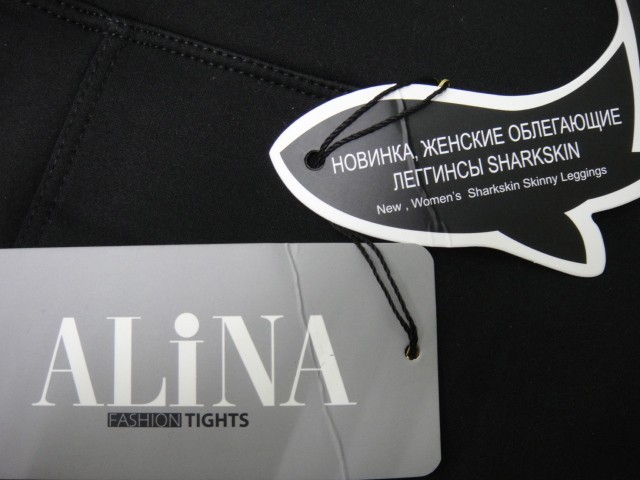 НОВИНКА, ЖЕНСКИЕ ОБЛЕГАЮЩИЕ
ЛЕГГИНСЫ SHARKSKIN
New , Women's Sharkskin Skinny Leggings
ALiNA
FASHION TIGHTS